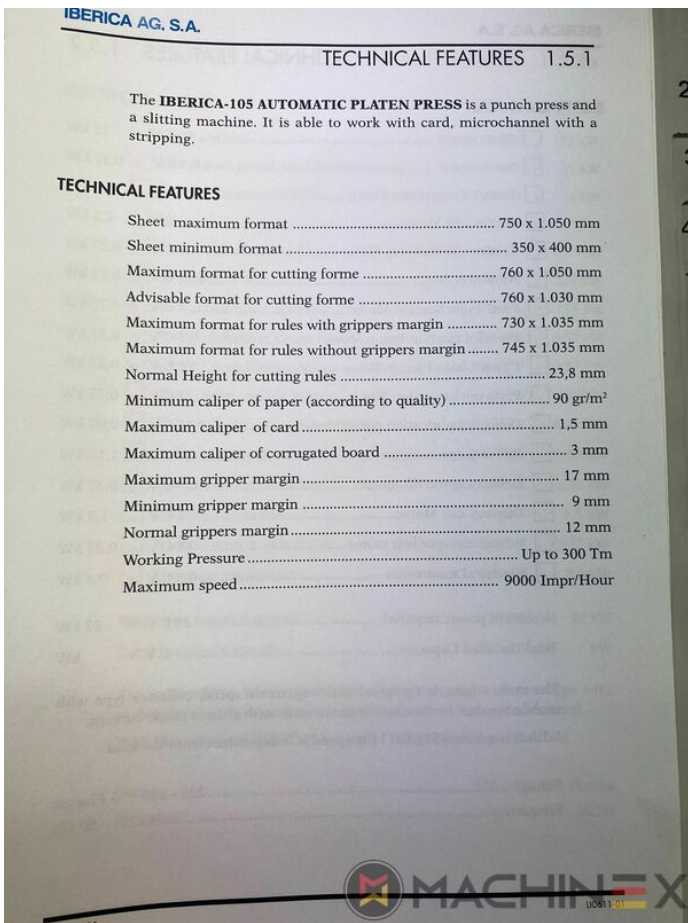 IBERICA AG. S.A.
TECHNICAL FEATURES 1.5.1
The IBERICA-105 AUTOMATIC PLATEN PRESS is a punch press and
a slitting machine. It is able to work with card, microchannel with a
stripping.
TECHNICAL FEATURES
Sheet maximum format ........ 750 x 1.050 mm
Sheet minimum format ........ 350 x 400 mm
Maximum format for cutting forme ........ 760 x 1.050 mm
Advisable format for cutting forme ........ 760 x 1.030 mm
Maximum format for rules with grippers margin ........ 730 x 1.035 mm
Maximum format for rules without grippers margin ........ 745 x 1.035 mm
Normal Height for cutting rules ........ 23,8 mm
Minimum caliper of paper (according to quality) ........ 90 gr/m²
Maximum caliper of card ........ 1,5 mm
Maximum caliper of corrugated board ........ 3 mm
Maximum gripper margin ........ 17 mm
Minimum gripper margin ........ 9 mm
Normal grippers margin ........ 12 mm
Working Pressure ........ Up to 300 Tm
Maximum speed ........ 9000 Impr/Hour
MACHINEX
LI0611-01